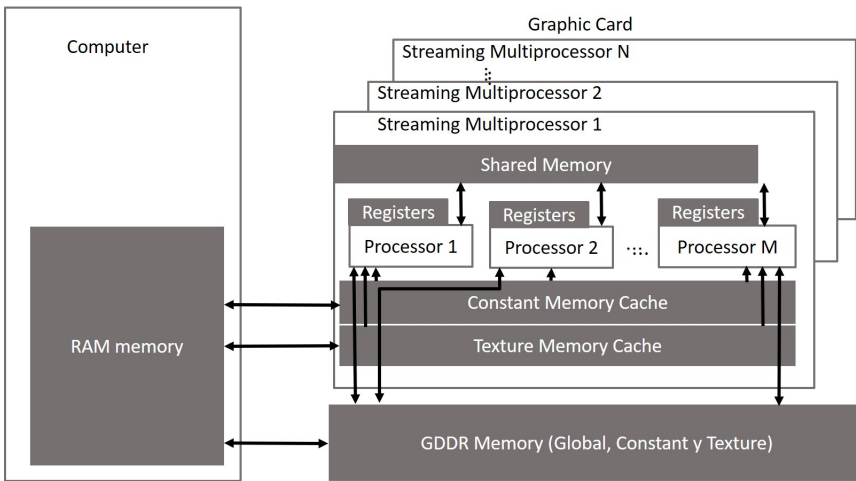 Computer
Graphic Card
Streaming Multiprocessor N
Streaming Multiprocessor 2
Streaming Multiprocessor 1
Shared Memory
Registers
Registers
Registers
Processor 1
Processor 2
Processor M
Constant Memory Cache
RAM memory
Texture Memory Cache
GDDR Memory (Global, Constant y Texture)